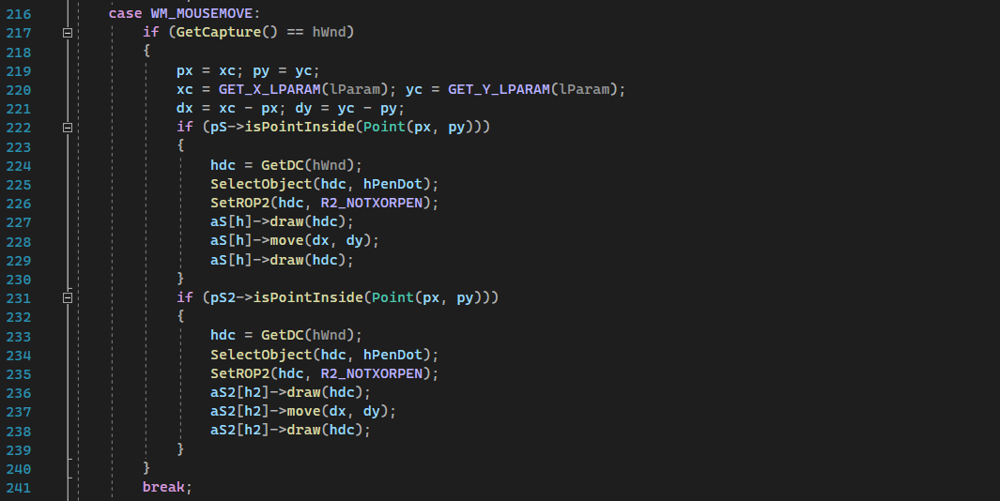 216 case WM_MOUSEMOVE:
217 if (GetCapture() == hWnd)
218 {
219 px = xc; py = yc;
220 xc = GET_X_LPARAM(lParam); yc = GET_Y_LPARAM(lParam);
221 dx = xc - px; dy = yc - py;
222 if (pS->isPointInside(Point(px, py)))
223 {
224 hdc = GetDC(hWnd);
225 SelectObject(hdc, hPenDot);
226 SetROP2(hdc, R2_NOTXORPEN);
227 aS[h]->draw(hdc);
228 aS[h]->move(dx, dy);
229 aS[h]->draw(hdc);
230 }
231 if (pS2->isPointInside(Point(px, py)))
232 {
233 hdc = GetDC(hWnd);
234 SelectObject(hdc, hPenDot);
235 SetROP2(hdc, R2_NOTXORPEN);
236 aS2[h2]->draw(hdc);
237 aS2[h2]->move(dx, dy);
238 aS2[h2]->draw(hdc);
239 }
240 }
241 break;